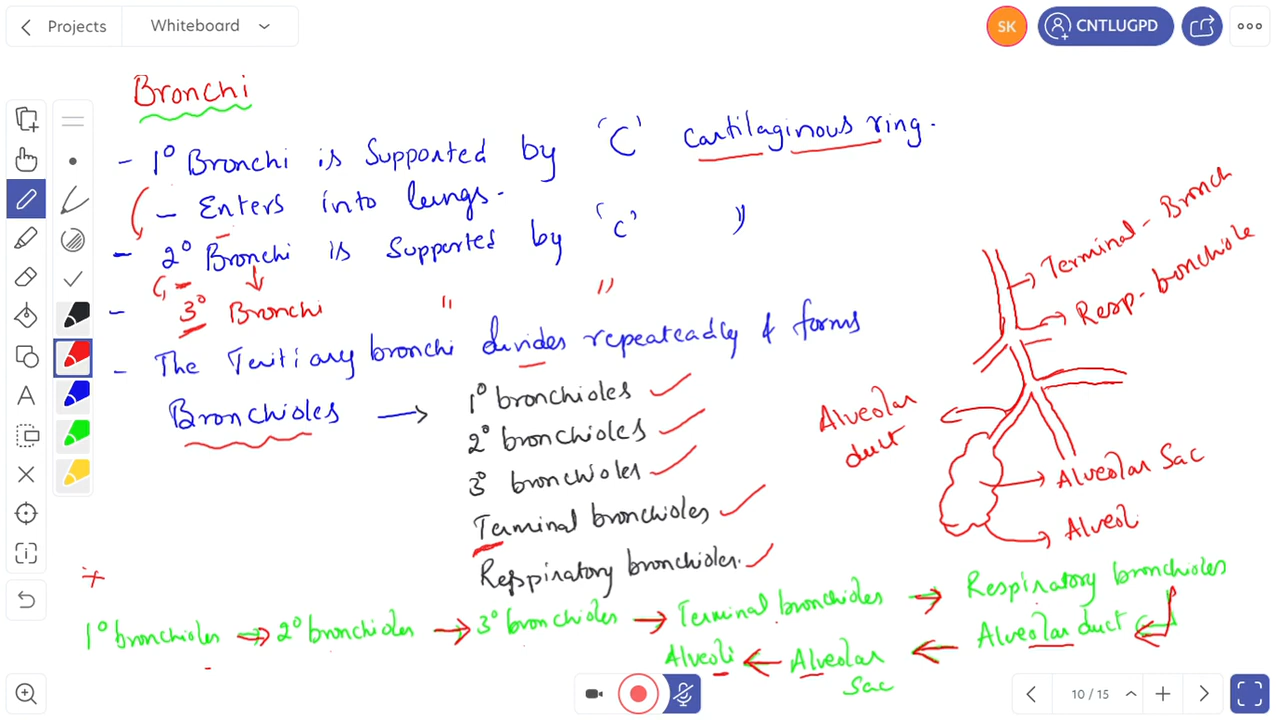 Projects
Whiteboard
SK
CNTLUGPD
Bronchi
- 1° Bronchi is Supported by 'C' cartilaginous ring.
- Enters into lungs.
- 2° Bronchi is supported by 'C' "
- 3° Bronchi " "
- The Teritiary bronchi divides repeateadly & forms
Bronchioles → 1° bronchioles
2° bronchioles
3° bronchioles
Terminal bronchioles
Respiratory bronchioles.
Terminal - Bronch
Resp- bonchiole
Alveolar
duct
Alveolar Sac
Alveoli
1° bronchioles → 2° bronchioles → 3° bronchioles → Terminal bronchioles → Respiratory bronchioles
Alveoli ← Alveolar ← Alveolar duct
Sac
10 / 15